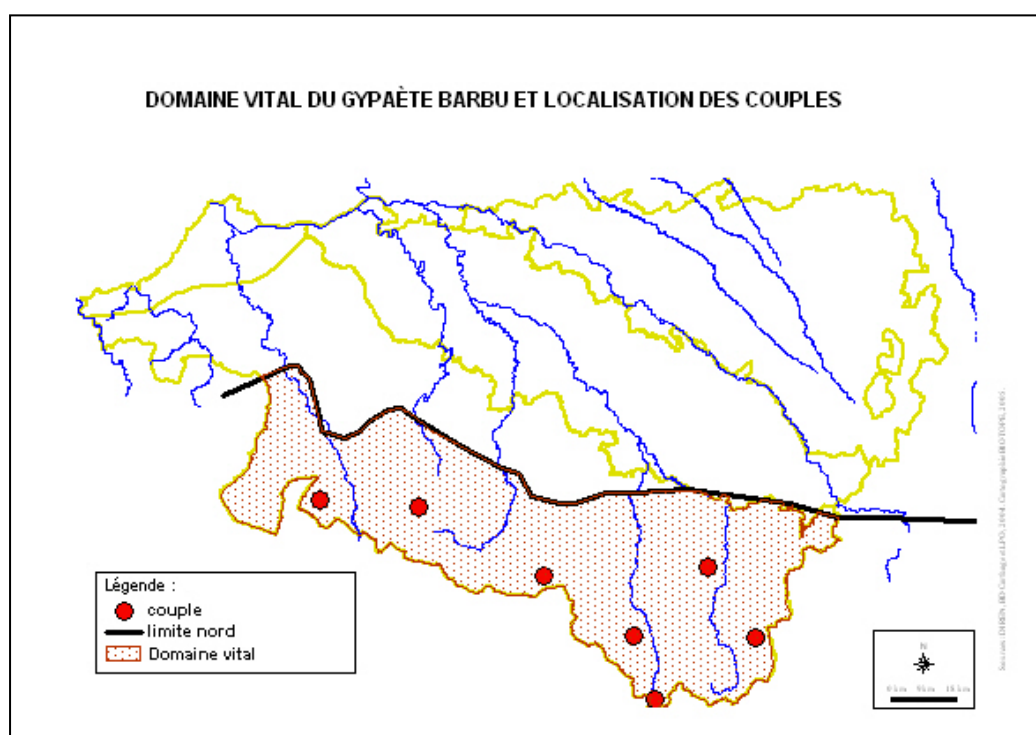 DOMAINE VITAL DU GYPAÈTE BARBU ET LOCALISATION DES COUPLES
Légende :
couple
limite nord
Domaine vital
N